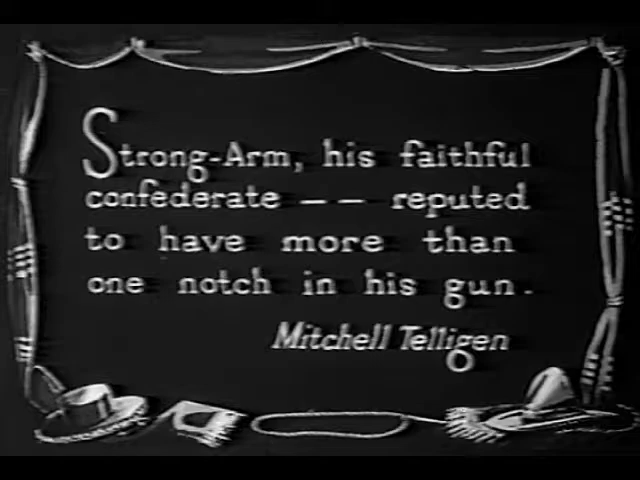 Strong-Arm, his faithful
confederate — — reputed
to have more than
one notch in his gun.
Mitchell Telligen